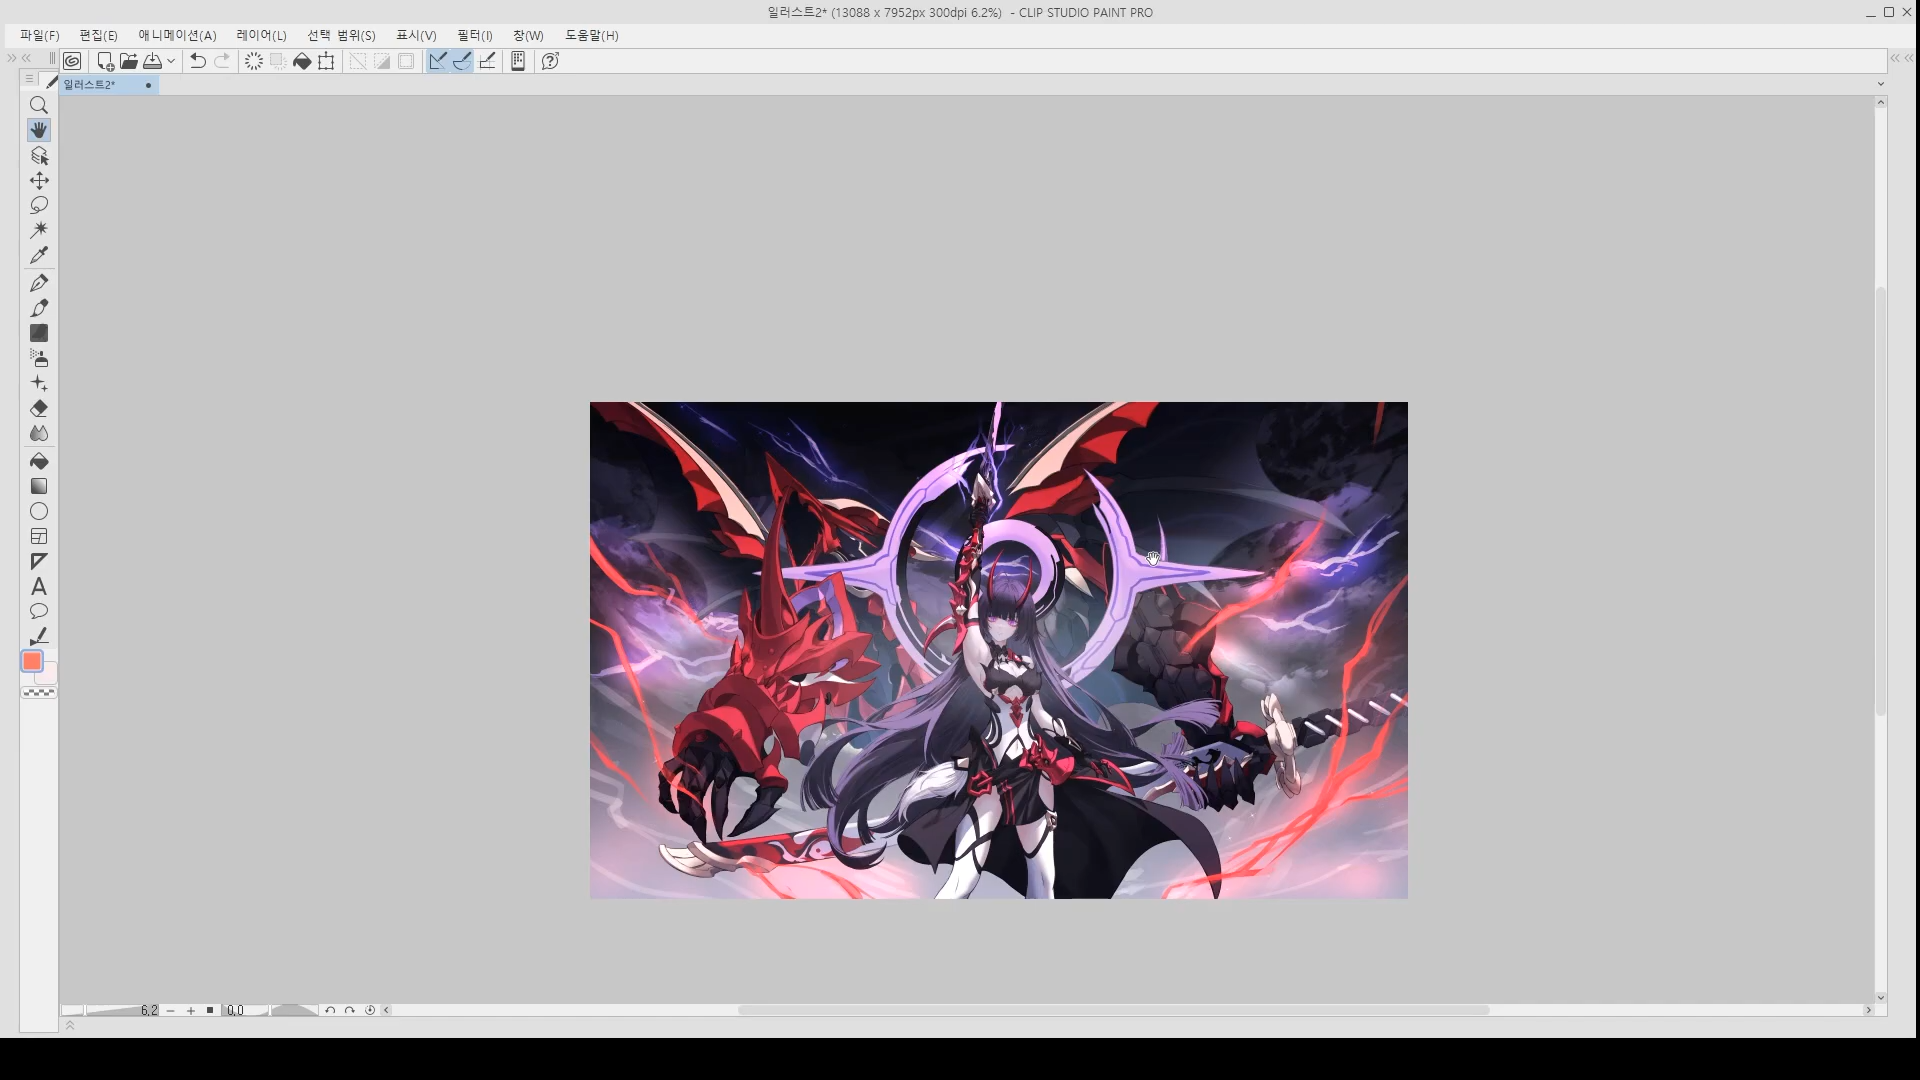 일러스트2* (13088 x 7952px 300dpi 6.2%) - CLIP STUDIO PAINT PRO
파일(F) 편집(E) 애니메이션(A) 레이어(L) 선택 범위(S) 표시(V) 필터(I) 창(W) 도움말(H)
일러스트2*
A
6.2
0.0